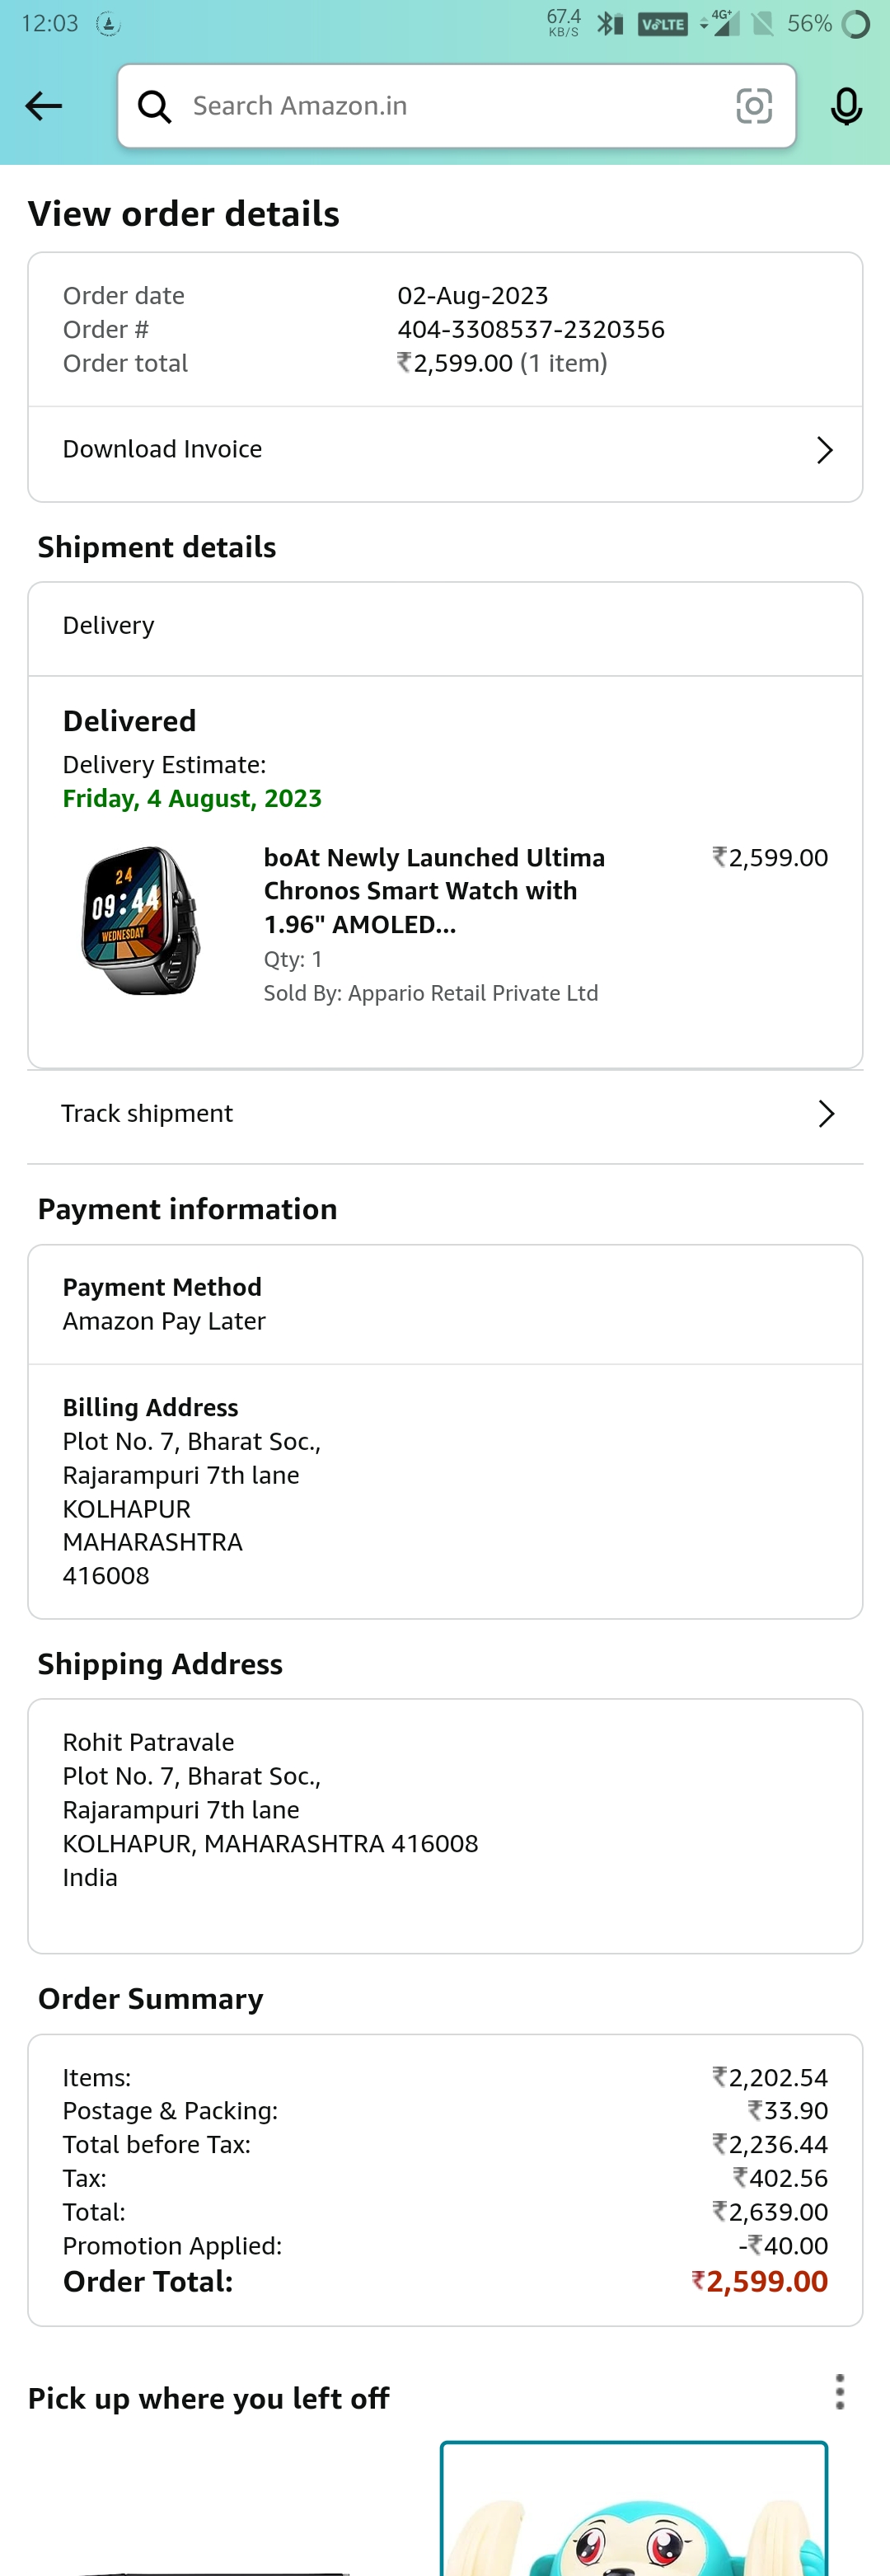 12:03 67.4 KB/S VoLTE 4G+ 56%
Search Amazon.in
View order details
Order date 02-Aug-2023
Order # 404-3308537-2320356
Order total ₹2,599.00 (1 item)
Download Invoice
Shipment details
Delivery
Delivered
Delivery Estimate:
Friday, 4 August, 2023
24
09:44
WEDNESDAY
boAt Newly Launched Ultima ₹2,599.00
Chronos Smart Watch with
1.96" AMOLED...
Qty: 1
Sold By: Appario Retail Private Ltd
Track shipment
Payment information
Payment Method
Amazon Pay Later
Billing Address
Plot No. 7, Bharat Soc.,
Rajarampuri 7th lane
KOLHAPUR
MAHARASHTRA
416008
Shipping Address
Rohit Patravale
Plot No. 7, Bharat Soc.,
Rajarampuri 7th lane
KOLHAPUR, MAHARASHTRA 416008
India
Order Summary
Items: ₹2,202.54
Postage & Packing: ₹33.90
Total before Tax: ₹2,236.44
Tax: ₹402.56
Total: ₹2,639.00
Promotion Applied: -₹40.00
Order Total: ₹2,599.00
Pick up where you left off